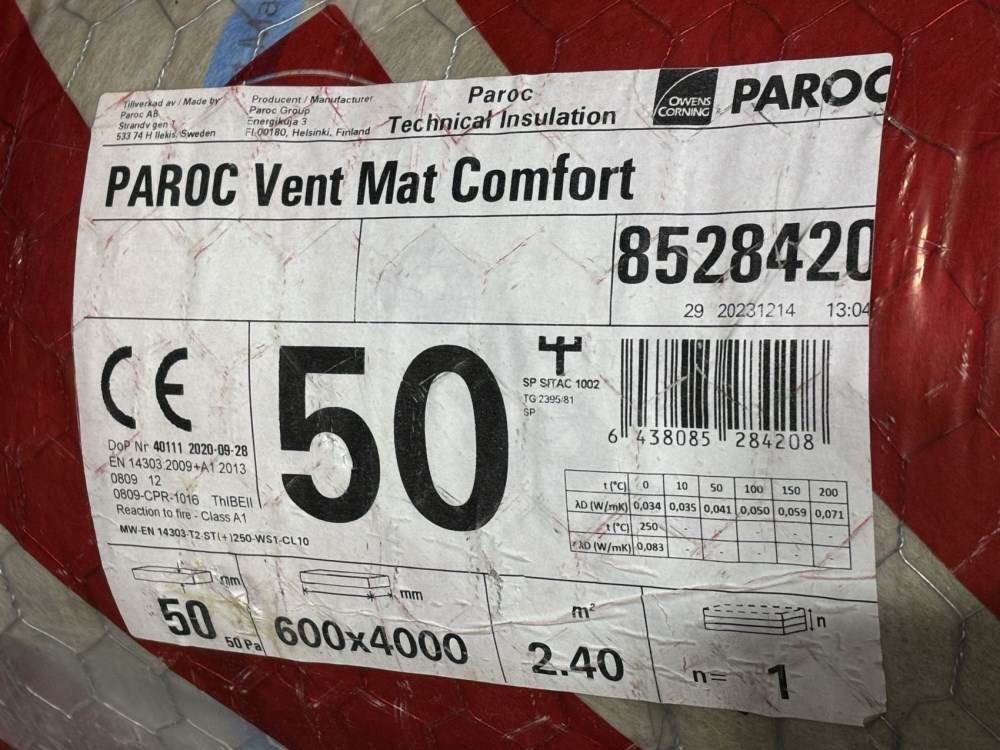 Tillverkad av / Made by
Paroc AB
533 74 H llekis, Sweden
Producent / Manufacturer
Paroc Group
Energikuja 3
FI-00180, Helsinki, Finland
Paroc
Technical Insulation
OWENS
CORNING
PAROC
PAROC Vent Mat Comfort
8528420
29 20231214 13:04
DoP Nr 40111 2020-09-28
EN 14303:2009+A1 2013
0809 12
0809-CPR-1016 ThIBEII
Reaction to fire - Class A1
MW-EN 14303-T2 ST(+)250-WS1-CL10
50
SP SITAC 1002
TG 2395/81
SP
6 438085 284208
t (°C) 0 10 50 100 150 200
λD (W/mK) 0,034 0,035 0,041 0,050 0,059 0,071
t (°C) 250 - - - - -
λD (W/mK) 0,083 - - - - -
mm
50
50 Pa
mm
600x4000
m²
2.40
n
n= 1